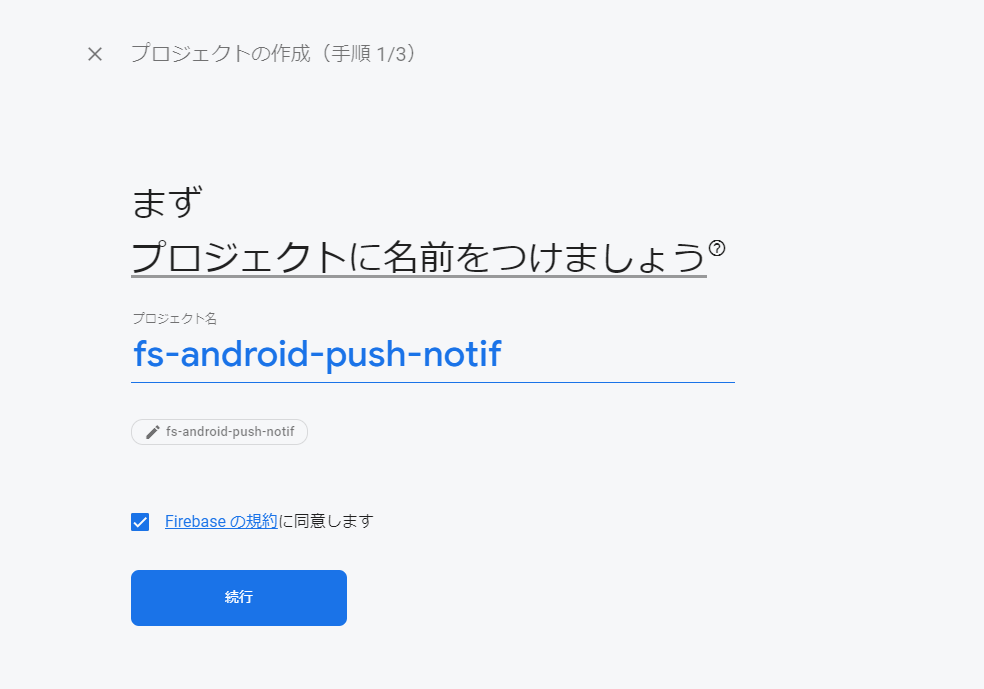 プロジェクトの作成（手順 1/3）
まず
プロジェクトに名前をつけましょう
プロジェクト名
fs-android-push-notif
fs-android-push-notif
Firebase の規約に同意します
続行